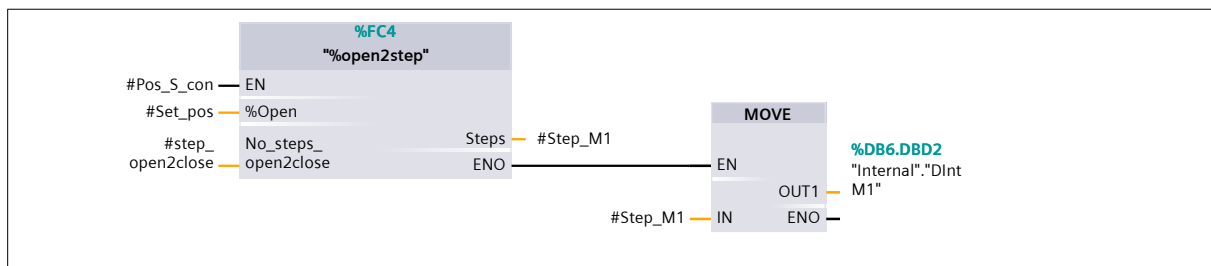 %FC4
"%open2step"
#Pos_S_con
EN
#Set_pos
%Open
#step_
open2close
No_steps_
open2close
Steps
#Step_M1
ENO
MOVE
EN
%DB6.DBD2
"Internal"."DInt
M1"
OUT1
#Step_M1
IN
ENO